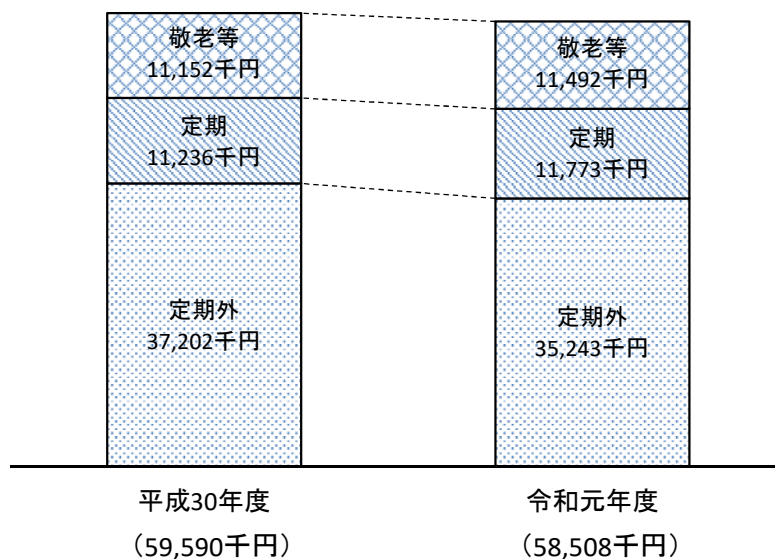 敬老等
11,152千円
定期
11,236千円
定期外
37,202千円
敬老等
11,492千円
定期
11,773千円
定期外
35,243千円
平成30年度
（59,590千円）
令和元年度
（58,508千円）